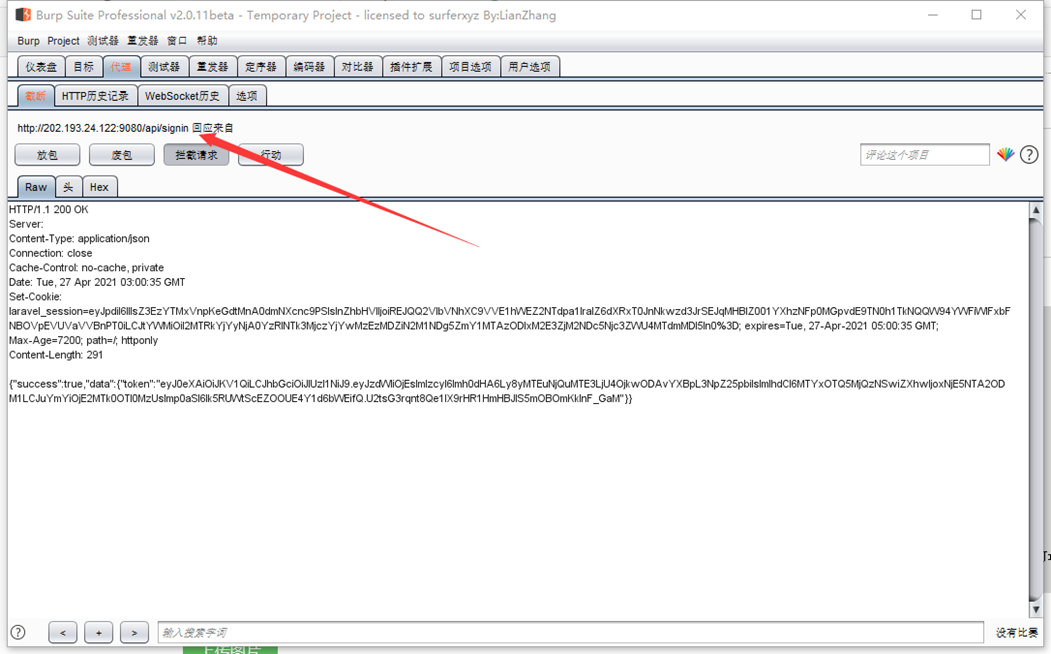 Burp Suite Professional v2.0.11beta - Temporary Project - licensed to surferxyz By:LianZhang
Burp Project 测试器 重发器 窗口 帮助
仪表盘 目标 代理 测试器 重发器 定序器 编码器 对比器 插件扩展 项目选项 用户选项
截断 HTTP历史记录 WebSocket历史 选项
http://202.193.24.122:9080/api/signin 回应来自
放包 废包 拦截请求 行动 评论这个项目
Raw 头 Hex
HTTP/1.1 200 OK
Server:
Content-Type: application/json
Connection: close
Cache-Control: no-cache, private
Date: Tue, 27 Apr 2021 03:00:35 GMT
Set-Cookie:
expires=Tue, 27-Apr-2021 05:00:35 GMT;
Max-Age=7200; path=/; httponly
Content-Length: 291
{"success":true,"data":{"token":
< + > 输入搜索字词 没有比赛
上传图片